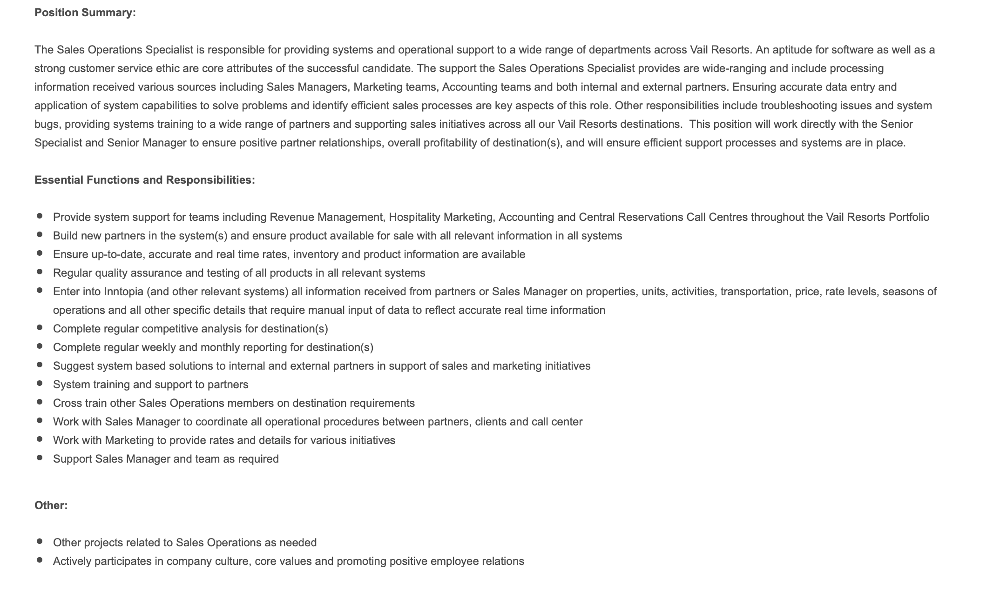 Position Summary:
The Sales Operations Specialist is responsible for providing systems and operational support to a wide range of departments across Vail Resorts. An aptitude for software as well as a
strong customer service ethic are core attributes of the successful candidate. The support the Sales Operations Specialist provides are wide-ranging and include processing
information received various sources including Sales Managers, Marketing teams, Accounting teams and both internal and external partners. Ensuring accurate data entry and
application of system capabilities to solve problems and identify efficient sales processes are key aspects of this role. Other responsibilities include troubleshooting issues and system
bugs, providing systems training to a wide range of partners and supporting sales initiatives across all our Vail Resorts destinations.  This position will work directly with the Senior
Specialist and Senior Manager to ensure positive partner relationships, overall profitability of destination(s), and will ensure efficient support processes and systems are in place.
Essential Functions and Responsibilities:
● Provide system support for teams including Revenue Management, Hospitality Marketing, Accounting and Central Reservations Call Centres throughout the Vail Resorts Portfolio
● Build new partners in the system(s) and ensure product available for sale with all relevant information in all systems
● Ensure up-to-date, accurate and real time rates, inventory and product information are available
● Regular quality assurance and testing of all products in all relevant systems
● Enter into Inntopia (and other relevant systems) all information received from partners or Sales Manager on properties, units, activities, transportation, price, rate levels, seasons of
operations and all other specific details that require manual input of data to reflect accurate real time information
● Complete regular competitive analysis for destination(s)
● Complete regular weekly and monthly reporting for destination(s)
● Suggest system based solutions to internal and external partners in support of sales and marketing initiatives
● System training and support to partners
● Cross train other Sales Operations members on destination requirements
● Work with Sales Manager to coordinate all operational procedures between partners, clients and call center
● Work with Marketing to provide rates and details for various initiatives
● Support Sales Manager and team as required
Other:
● Other projects related to Sales Operations as needed
● Actively participates in company culture, core values and promoting positive employee relations